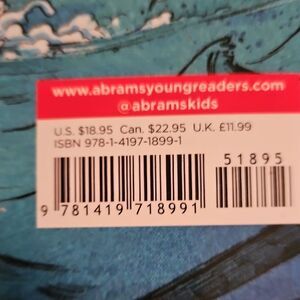 www.abramsyoungreaders.com
@abramskids
U.S. $18.95 Can. $22.95 U.K. £11.99
ISBN 978-1-4197-1899-1
51895
9 781419 718991